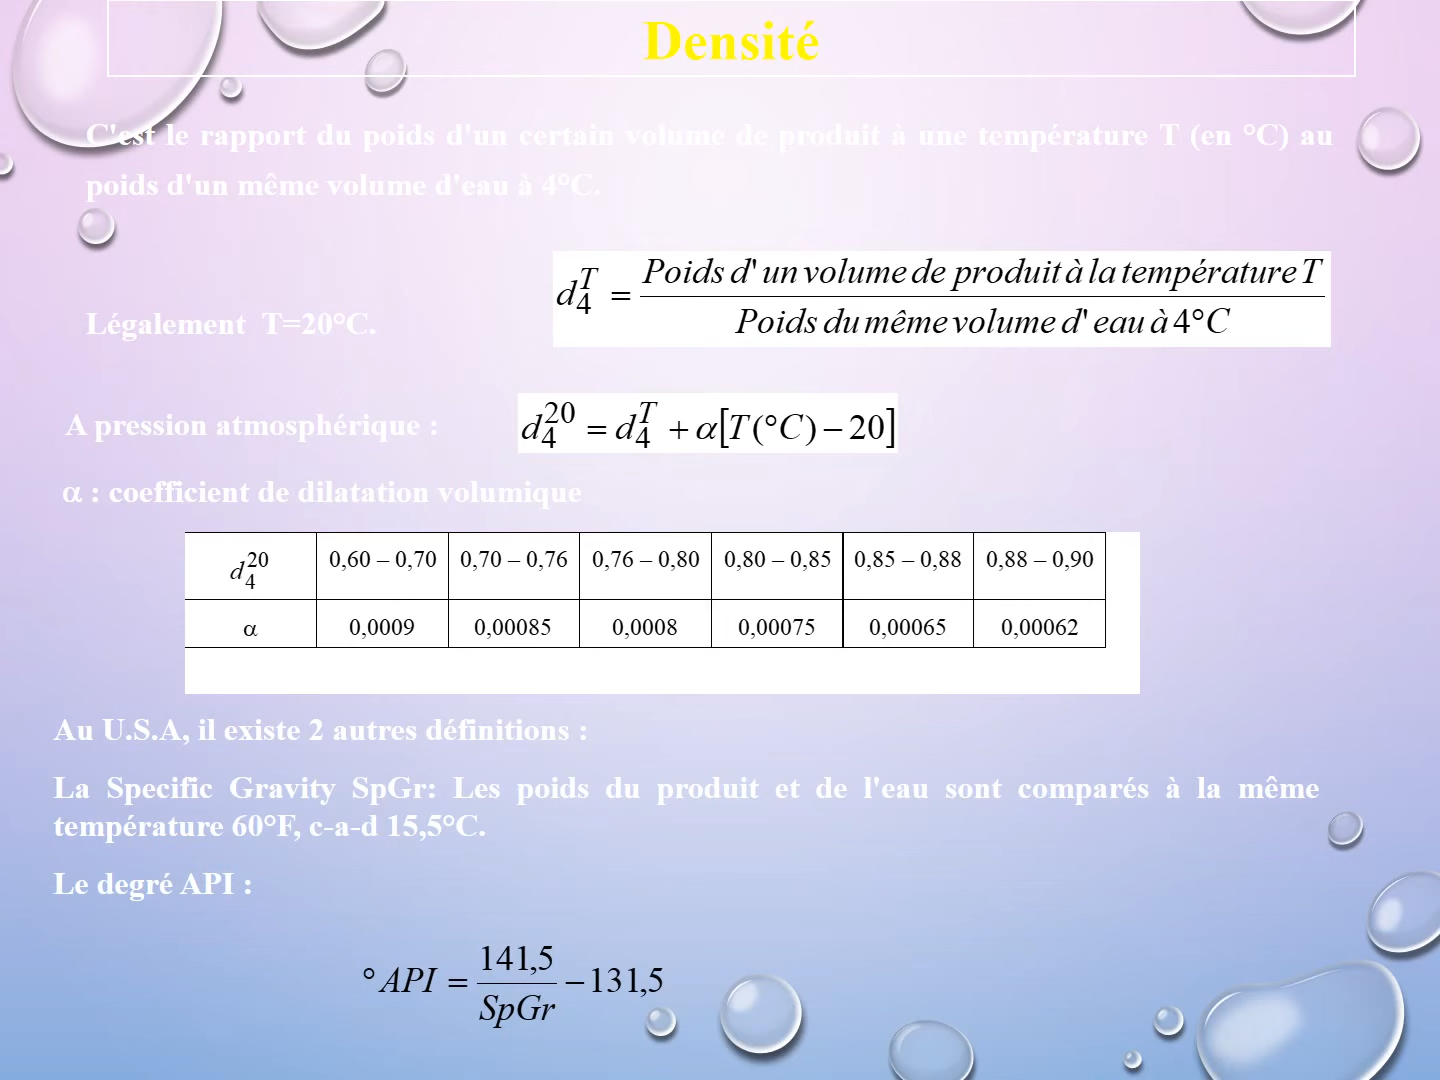 Densité
C'est le rapport du poids d'un certain volume de produit à une température T (en °C) au
poids d'un même volume d'eau à 4°C.
d_4^T = Poids d'un volume de produit à la température T / Poids du même volume d'eau à 4°C
Légalement T=20°C.
A pression atmosphérique :
d_4^20 = d_4^T + α[T(°C) − 20]
α : coefficient de dilatation volumique
d_4^20 0,60 – 0,70 0,70 – 0,76 0,76 – 0,80 0,80 – 0,85 0,85 – 0,88 0,88 – 0,90
α 0,0009 0,00085 0,0008 0,00075 0,00065 0,00062
Au U.S.A, il existe 2 autres définitions :
La Specific Gravity SpGr: Les poids du produit et de l'eau sont comparés à la même
température 60°F, c-a-d 15,5°C.
Le degré API :
°API = 141,5 / SpGr − 131,5